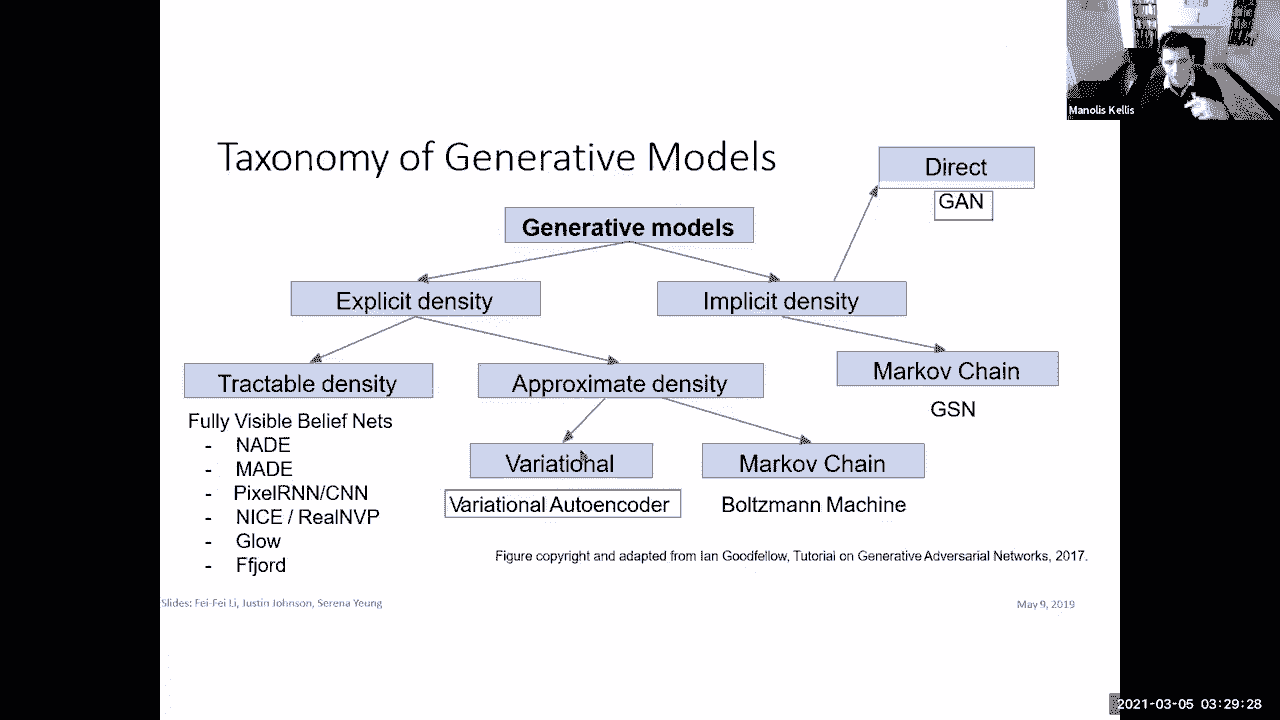 Manolis Kellis
Taxonomy of Generative Models
Direct
GAN
Generative models
Explicit density
Implicit density
Tractable density
Approximate density
Markov Chain
GSN
Fully Visible Belief Nets
- NADE
- MADE
- PixelRNN/CNN
- NICE / RealNVP
- Glow
- Ffjord
Variational
Markov Chain
Variational Autoencoder
Boltzmann Machine
Figure copyright and adapted from Ian Goodfellow, Tutorial on Generative Adversarial Networks, 2017.
Slides: Fei-Fei Li, Justin Johnson, Serena Yeung
May 9, 2019
2021-03-05 03:29:28